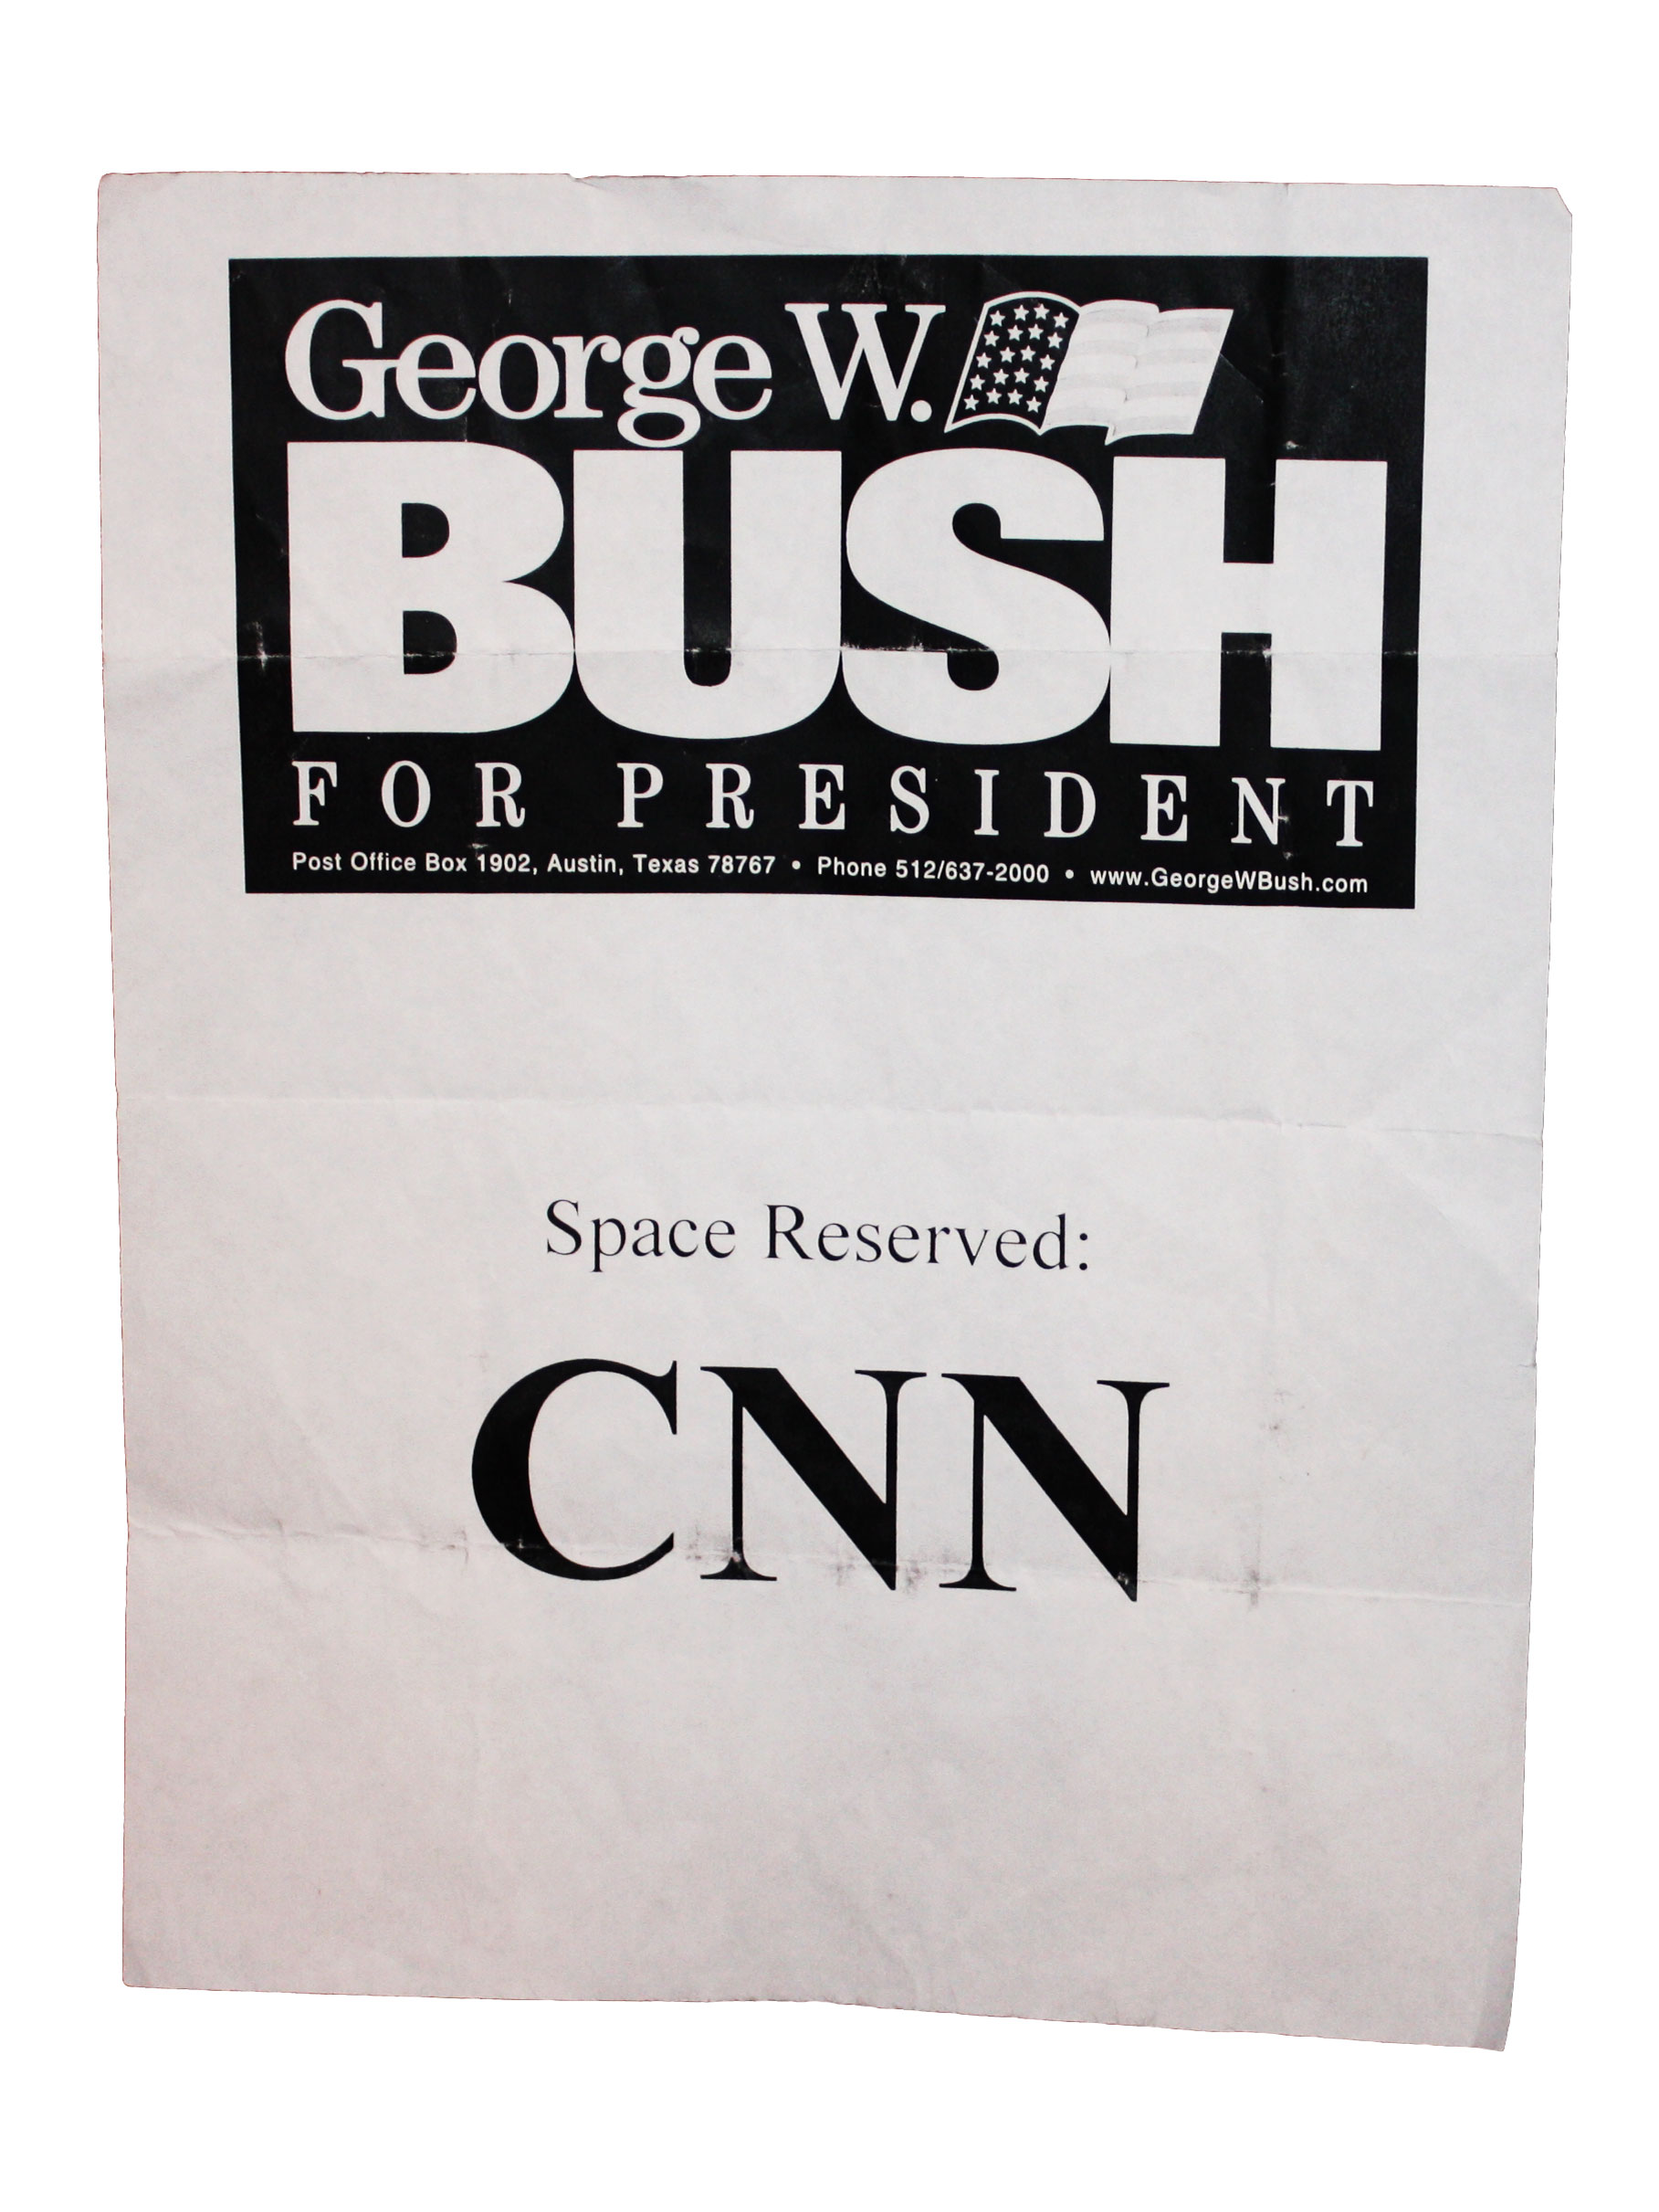 George W.
BUSH
FOR PRESIDENT
Post Office Box 1902, Austin, Texas 78767 • Phone 512/637-2000 • www.GeorgeWBush.com
Space Reserved:
CNN